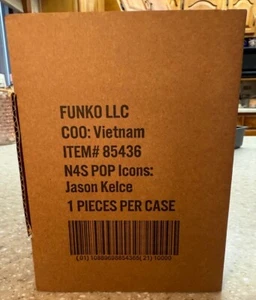 FUNKO LLC
COO: Vietnam
ITEM# 85436
N4S POP Icons:
Jason Kelce
1 PIECES PER CASE